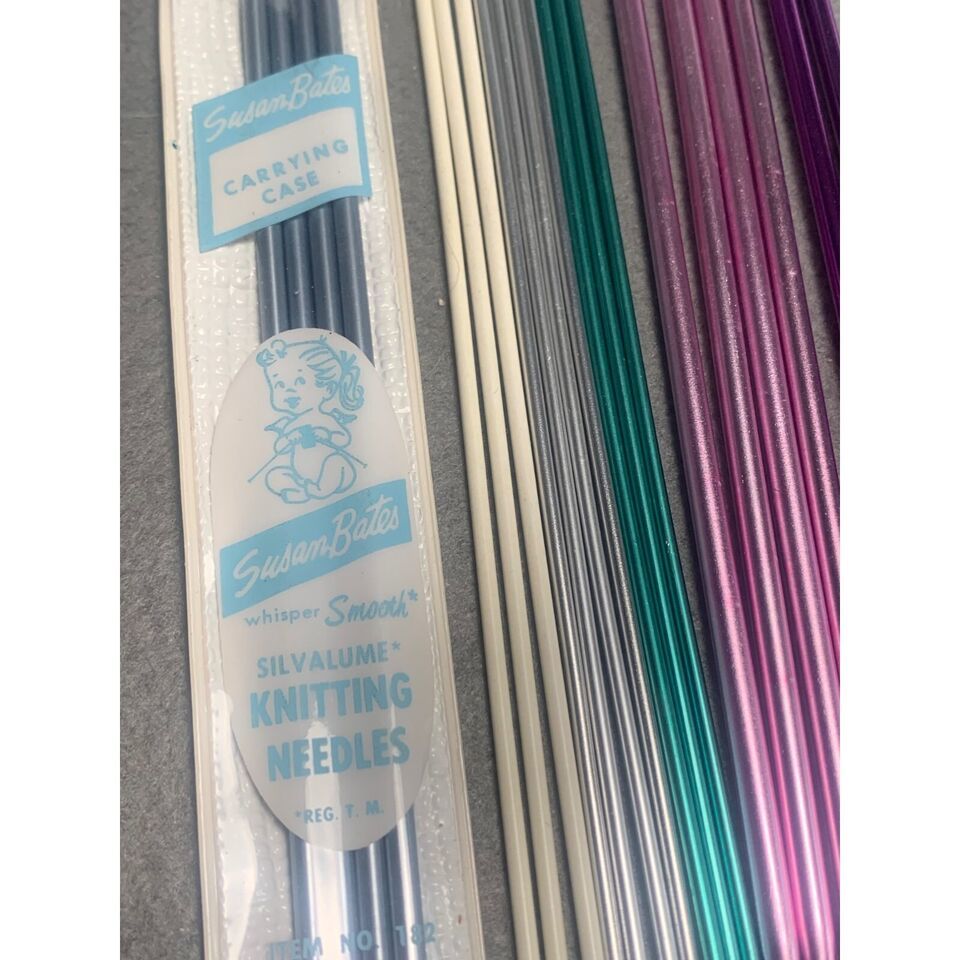 Susan Bates
CARRYING
CASE
Susan Bates
whisper Smooth*
SILVALUME*
KNITTING
NEEDLES
*REG. T. M.
ITEM NO. 182